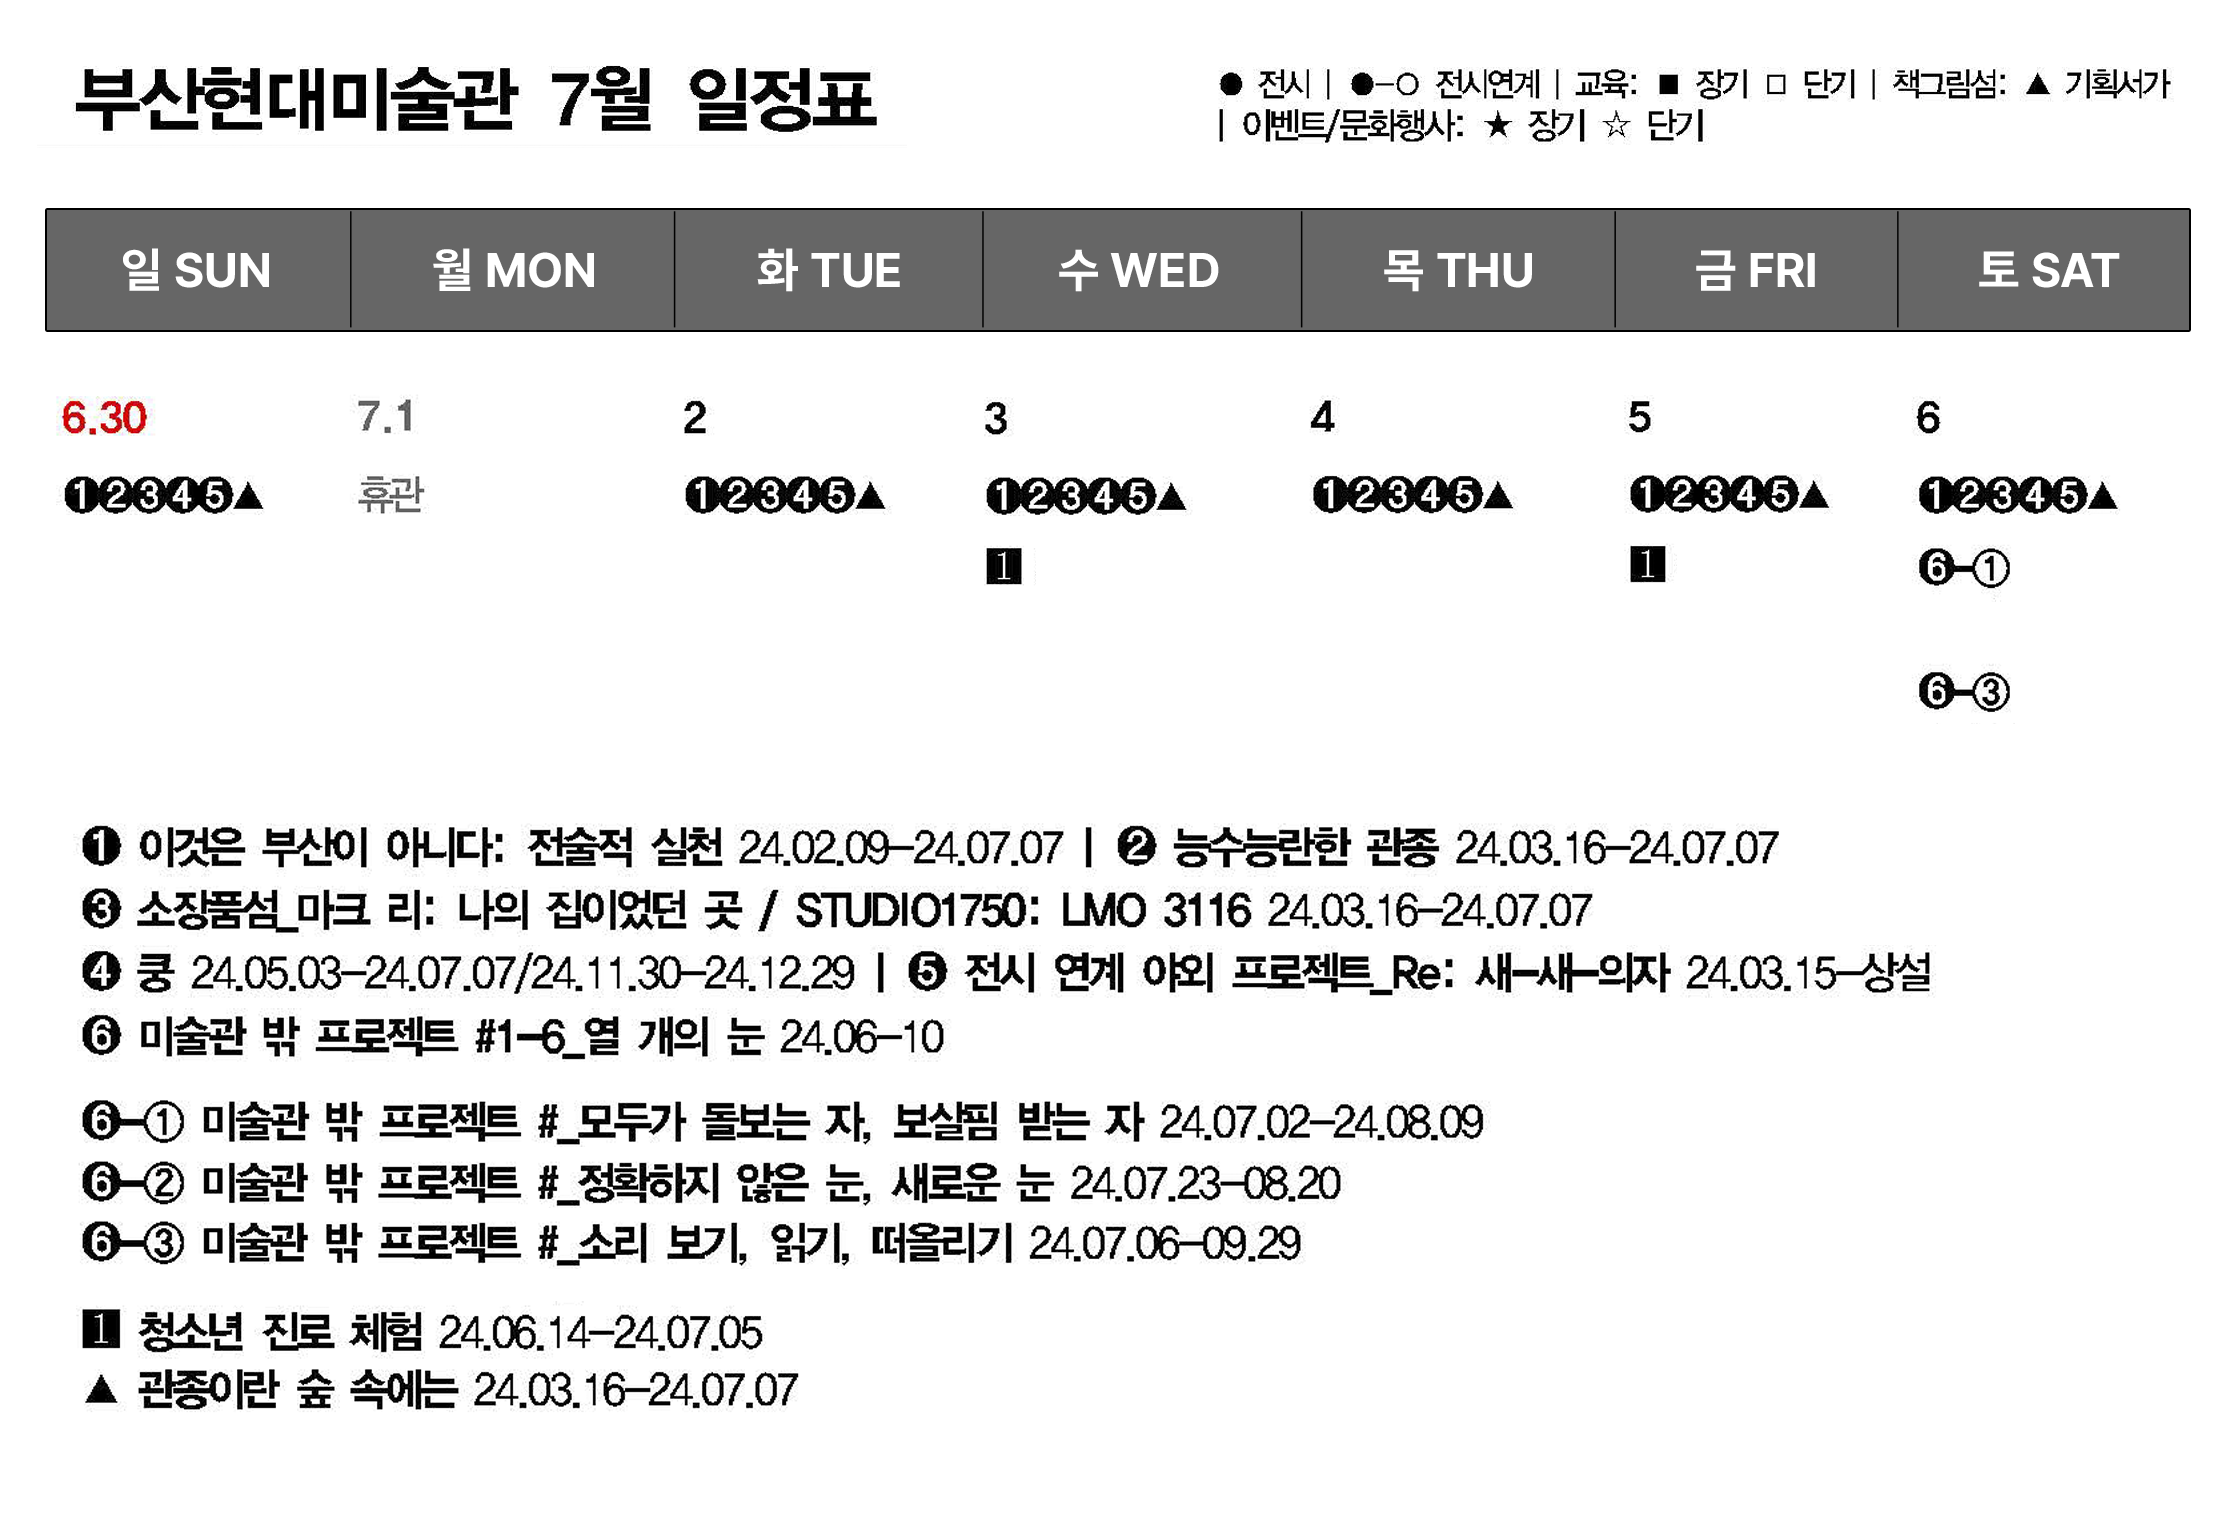 부산현대미술관 7월 일정표
● 전시 | ●-○ 전시연계 | 교육: ■ 장기 □ 단기 | 책그림섬: ▲ 기획서가
| 이벤트/문화행사: ★ 장기 ☆ 단기
일 SUN 월 MON 화 TUE 수 WED 목 THU 금 FRI 토 SAT
6.30 7.1 2 3 4 5 6
❶❷❸❹❺▲ 휴관 ❶❷❸❹❺▲ ❶❷❸❹❺▲ ❶❷❸❹❺▲ ❶❷❸❹❺▲ ❶❷❸❹❺▲
1 1 ❻-①
❻-③
❶ 이것은 부산이 아니다: 전술적 실천 24.02.09-24.07.07 | ❷ 능수능란한 관종 24.03.16-24.07.07
❸ 소장품섬_마크 리: 나의 집이었던 곳 / STUDIO1750: LMO 3116 24.03.16-24.07.07
❹ 쿵 24.05.03-24.07.07/24.11.30-24.12.29 | ❺ 전시 연계 야외 프로젝트_Re: 새-새-의자 24.03.15-상설
❻ 미술관 밖 프로젝트 #1-6_열 개의 눈 24.06-10
❻-① 미술관 밖 프로젝트 #_모두가 돌보는 자, 보살핌 받는 자 24.07.02-24.08.09
❻-② 미술관 밖 프로젝트 #_정확하지 않은 눈, 새로운 눈 24.07.23-08.20
❻-③ 미술관 밖 프로젝트 #_소리 보기, 읽기, 떠올리기 24.07.06-09.29
1 청소년 진로 체험 24.06.14-24.07.05
▲ 관종이란 숲 속에는 24.03.16-24.07.07